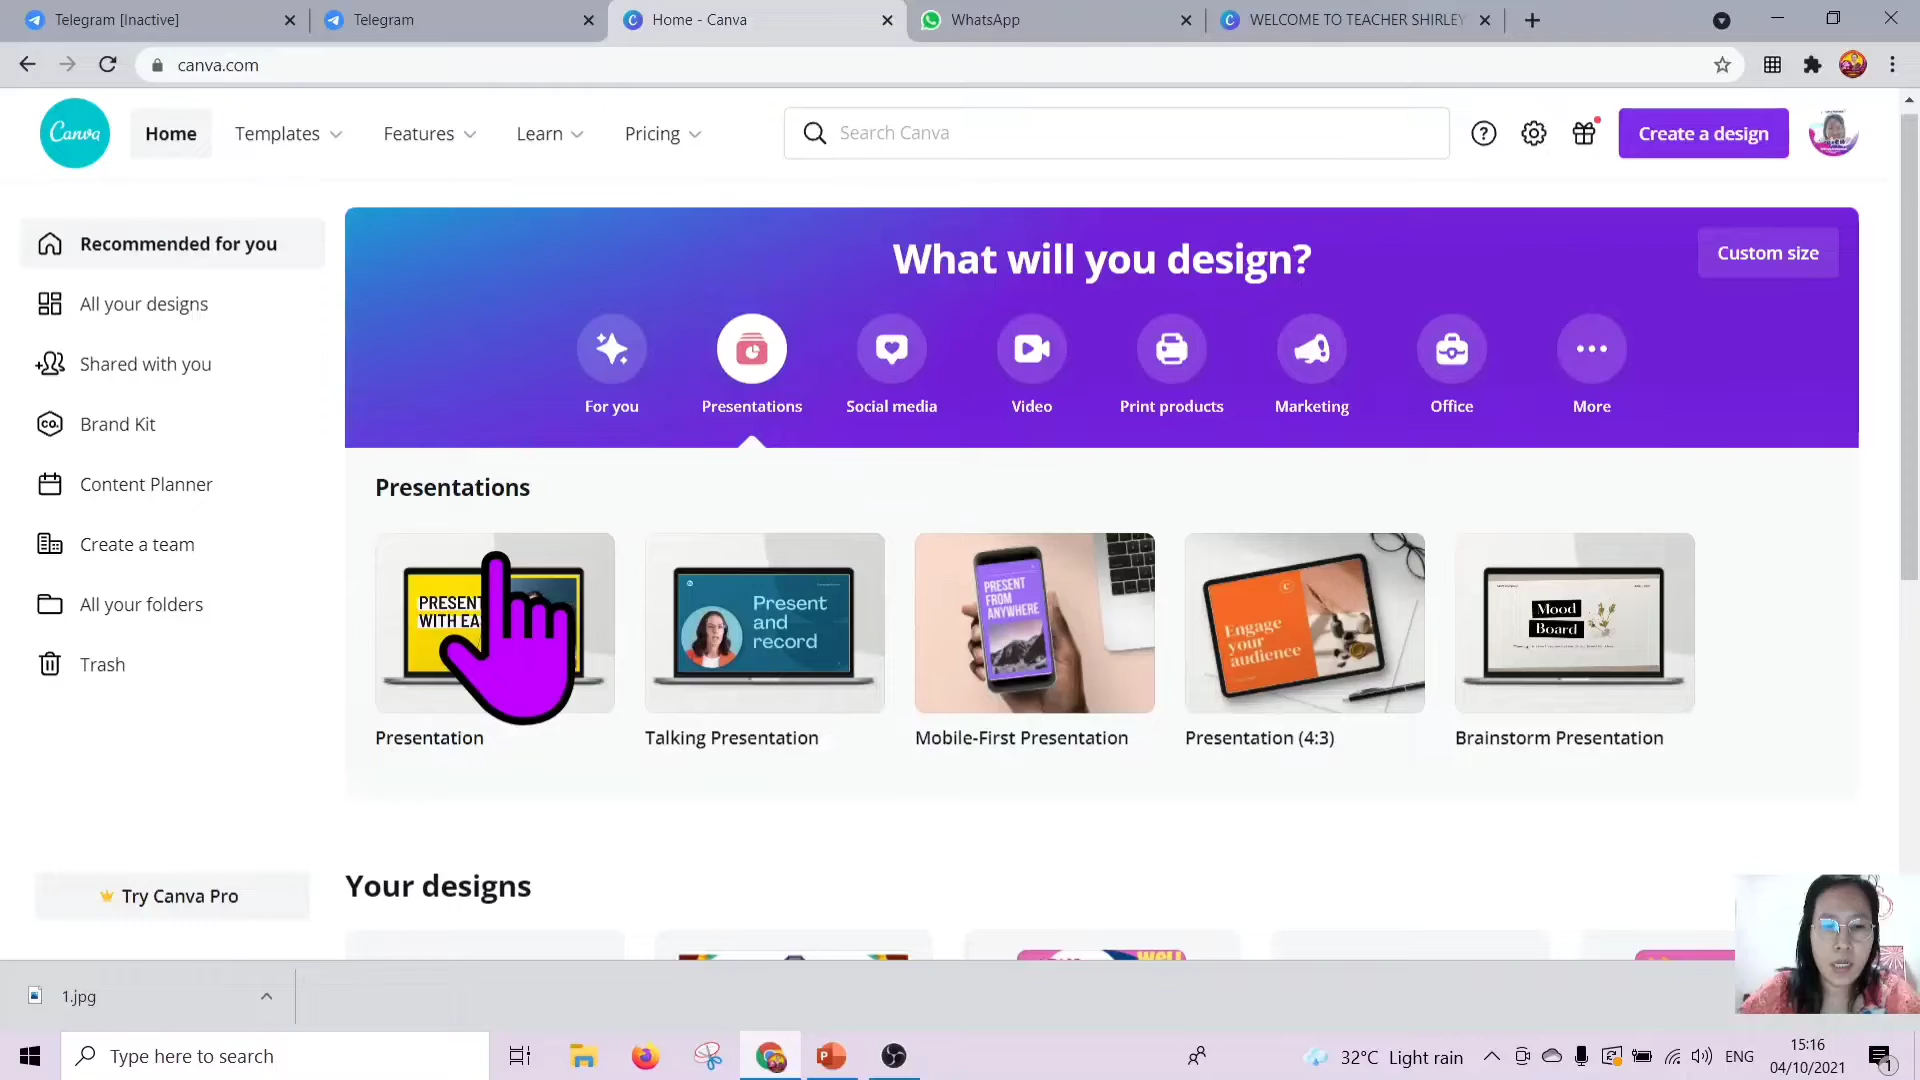 Telegram [Inactive]
Telegram
Home - Canva
WhatsApp
WELCOME TO TEACHER SHIRLEY
canva.com
Canva
Home
Templates
Features
Learn
Pricing
Search Canva
Create a design
Recommended for you
All your designs
Shared with you
Brand Kit
Content Planner
Create a team
All your folders
Trash
Try Canva Pro
What will you design?
Custom size
For you
Presentations
Social media
Video
Print products
Marketing
Office
More
Presentations
PRESENT
WITH EA
Present
and
record
PRESENT
FROM
ANYWHERE
Engage
your
audience
Mood
Board
Presentation
Talking Presentation
Mobile-First Presentation
Presentation (4:3)
Brainstorm Presentation
Your designs
1.jpg
Type here to search
32°C Light rain
ENG
15:16
04/10/2021
1